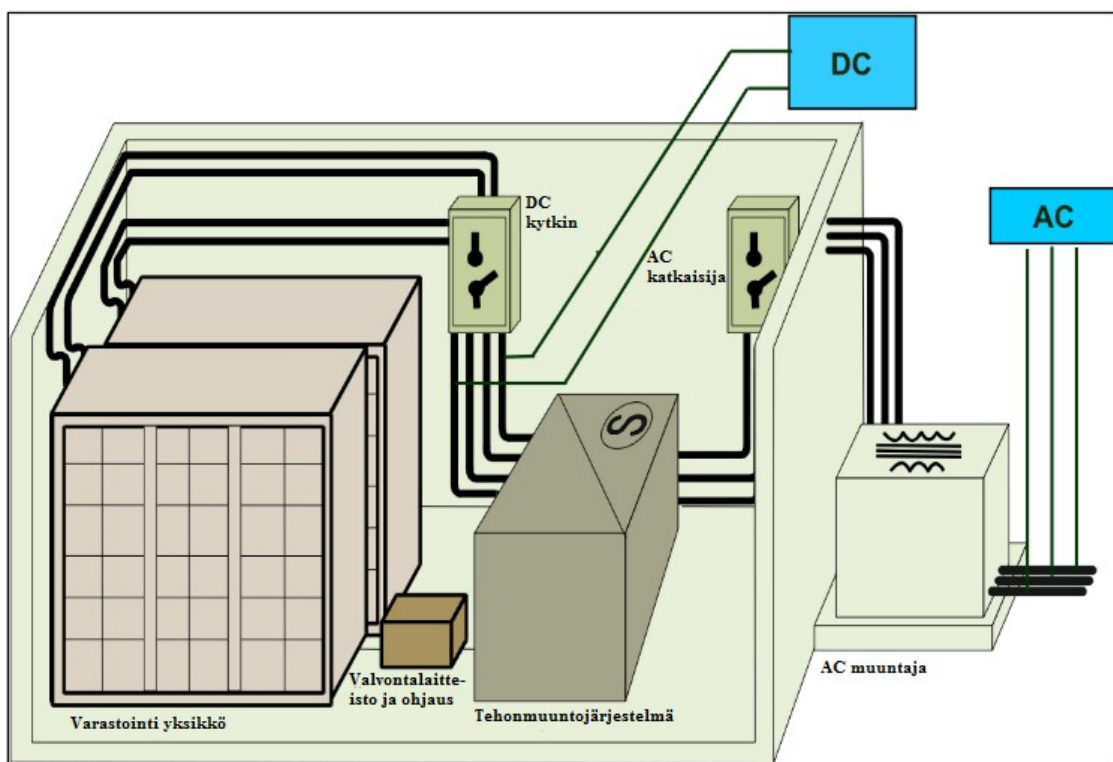 DC
DC
kytkin
AC
AC
katkaisija
S
Valvontalaitte-
isto ja ohjaus
AC muuntaja
Varastointi yksikkö
Tehonmuuntojärjestelmä